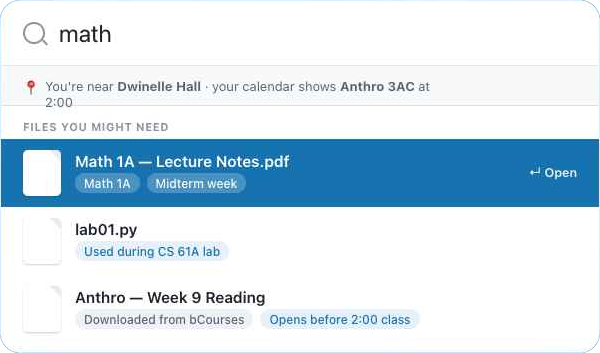 math
You're near Dwinelle Hall · your calendar shows Anthro 3AC at
2:00
FILES YOU MIGHT NEED
Math 1A — Lecture Notes.pdf
Math 1A Midterm week
↵ Open
lab01.py
Used during CS 61A lab
Anthro — Week 9 Reading
Downloaded from bCourses Opens before 2:00 class